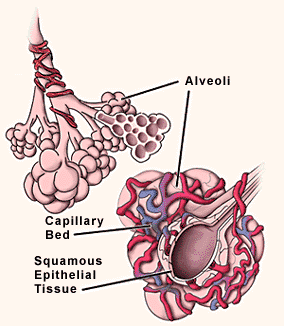 Alveoli
Capillary
Bed
Squamous
Epithelial
Tissue